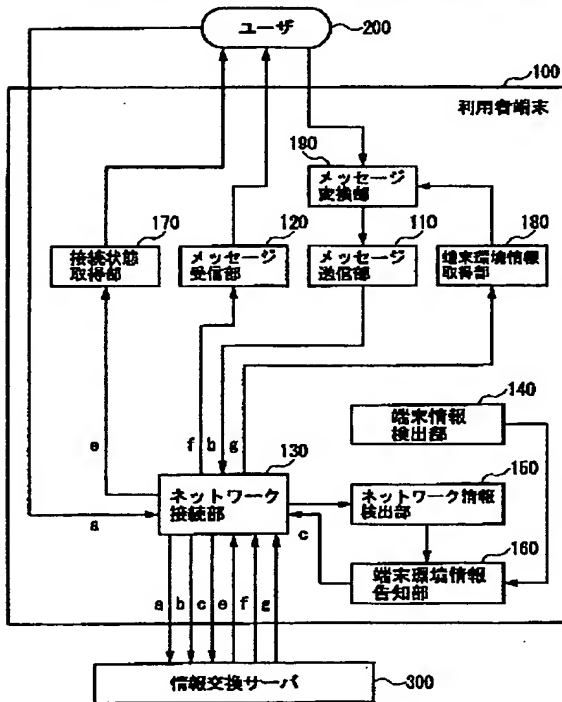 ユーザ
200
100
利用者端末
190
メッセージ
変換部
170
接続状態
取得部
120
メッセージ
受信部
110
メッセージ
送信部
180
端末環境情報
取得部
140
端末情報
検出部
e
f
b
g
130
ネットワーク
接続部
a
150
ネットワーク情報
検出部
c
160
端末環境情報
告知部
a
b
c
e
f
g
情報交換サーバ
300